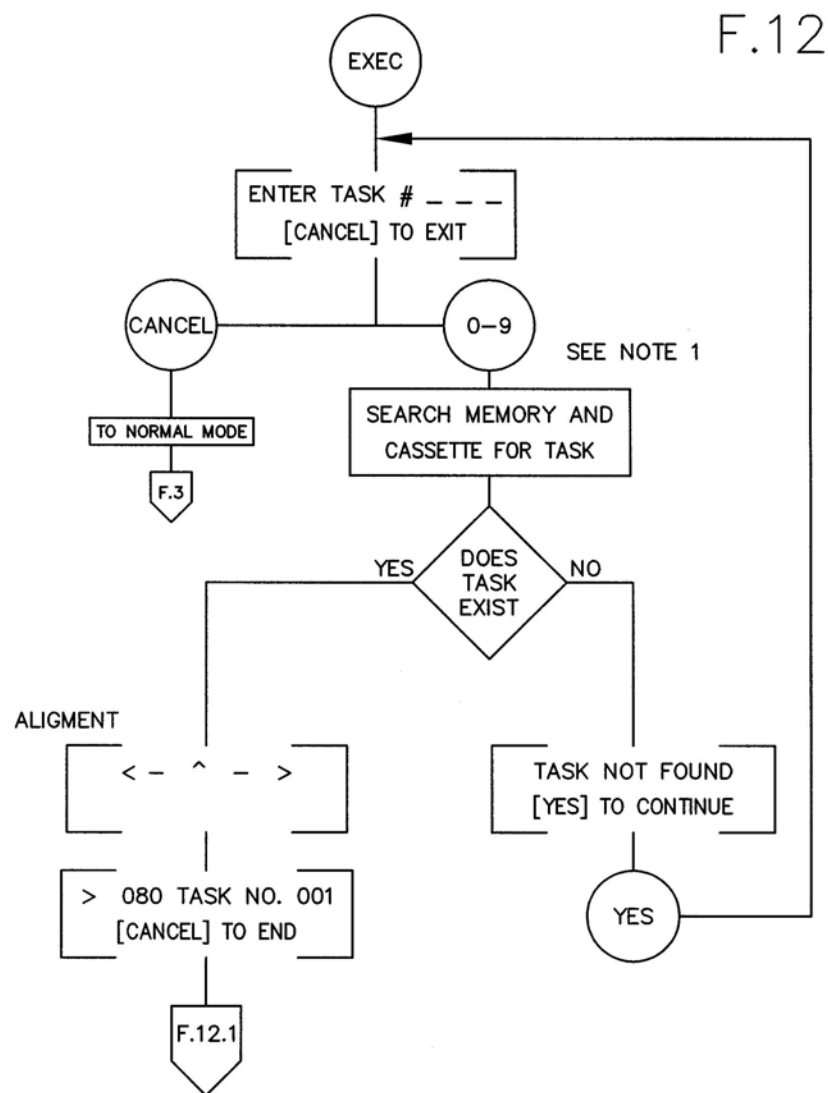 F.12
EXEC
ENTER TASK # _ _ _
[CANCEL] TO EXIT
CANCEL
0-9
SEE NOTE 1
TO NORMAL MODE
SEARCH MEMORY AND
CASSETTE FOR TASK
F.3
YES
DOES
TASK
EXIST
NO
ALIGMENT
< - ^ - >
TASK NOT FOUND
[YES] TO CONTINUE
> 080 TASK NO. 001
[CANCEL] TO END
YES
F.12.1